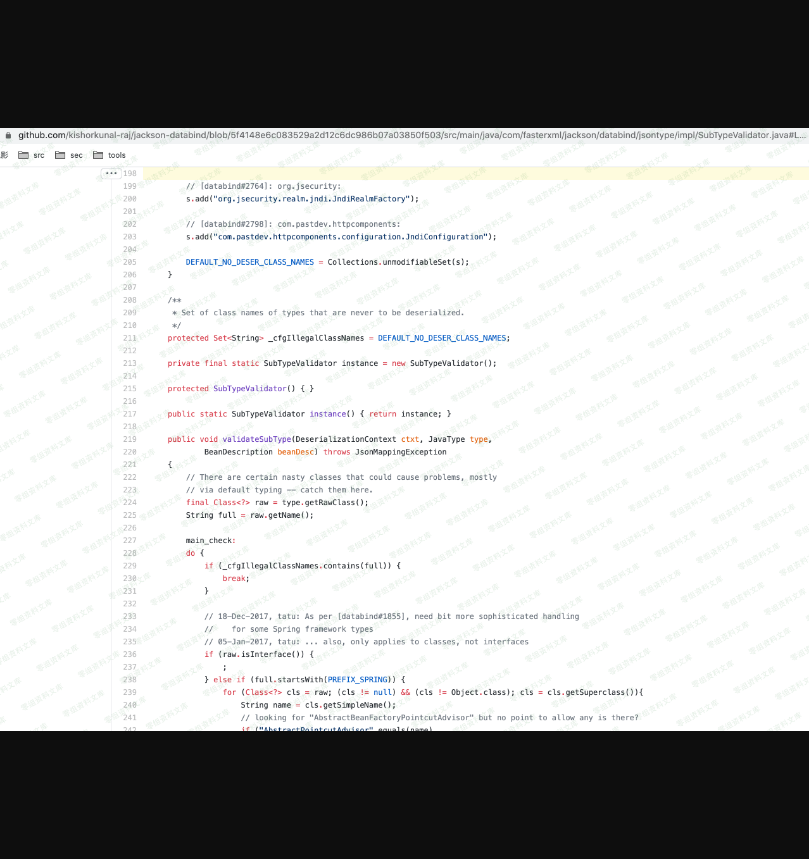 github.com/kishorkunal-raj/jackson-databind/blob/5f4148e6c083529a2d12c6dc986b07a03850f503/src/main/java/com/fasterxml/jackson/databind/jsontype/impl/SubTypeValidator.java#L...
影 src sec tools
··· 198
199 // [databind#2764]: org.jsecurity:
200 s.add("org.jsecurity.realm.jndi.JndiRealmFactory");
201
202 // [databind#2798]: com.pastdev.httpcomponents:
203 s.add("com.pastdev.httpcomponents.configuration.JndiConfiguration");
204
205 DEFAULT_NO_DESER_CLASS_NAMES = Collections.unmodifiableSet(s);
206 }
207
208 /**
209 * Set of class names of types that are never to be deserialized.
210 */
211 protected Set<String> _cfgIllegalClassNames = DEFAULT_NO_DESER_CLASS_NAMES;
212
213 private final static SubTypeValidator instance = new SubTypeValidator();
214
215 protected SubTypeValidator() { }
216
217 public static SubTypeValidator instance() { return instance; }
218
219 public void validateSubType(DeserializationContext ctxt, JavaType type,
220 BeanDescription beanDesc) throws JsonMappingException
221 {
222 // There are certain nasty classes that could cause problems, mostly
223 // via default typing -- catch them here.
224 final Class<?> raw = type.getRawClass();
225 String full = raw.getName();
226
227 main_check:
228 do {
229 if (_cfgIllegalClassNames.contains(full)) {
230 break;
231 }
232
233 // 18-Dec-2017, tatu: As per [databind#1855], need bit more sophisticated handling
234 // for some Spring framework types
235 // 05-Jan-2017, tatu: ... also, only applies to classes, not interfaces
236 if (raw.isInterface()) {
237 ;
238 } else if (full.startsWith(PREFIX_SPRING)) {
239 for (Class<?> cls = raw; (cls != null) && (cls != Object.class); cls = cls.getSuperclass()){
240 String name = cls.getSimpleName();
241 // looking for "AbstractBeanFactoryPointcutAdvisor" but no point to allow any is there?
242 if ("AbstractPointcutAdvisor".equals(name)